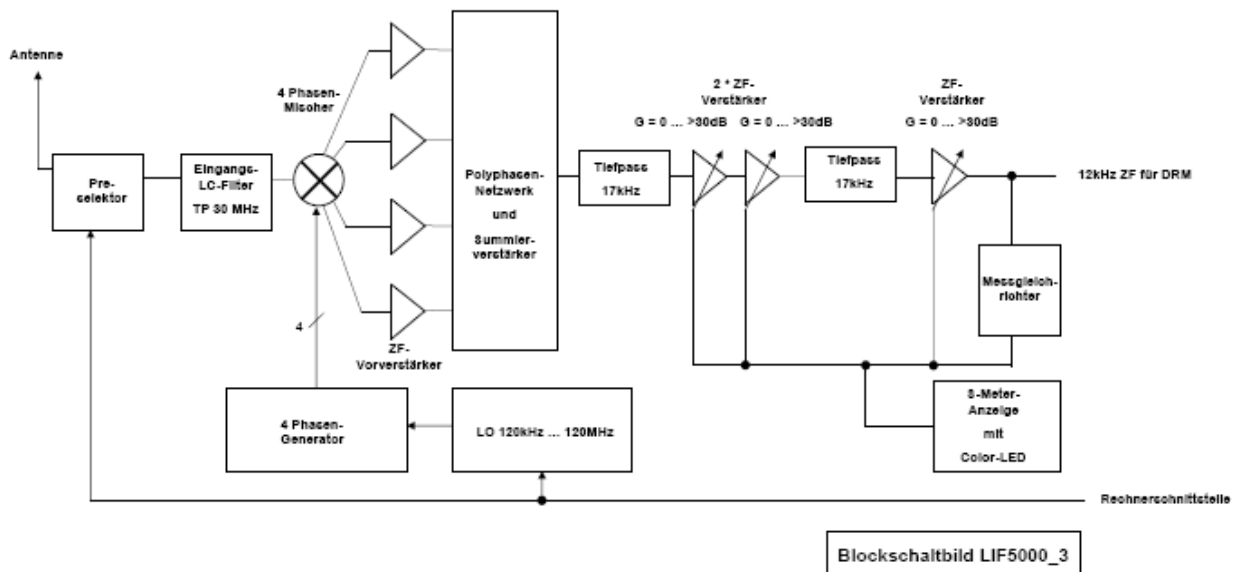 Antenne
4 Phasen-
Mischer
Pre-
selektor
Eingangs-
LC-Filter
TP 30 MHz
Polyphasen-
Netzwerk
und
Summier-
verstärker
Tiefpass
17kHz
2 * ZF-
Verstärker
G = 0 ... >30dB G = 0 ... >30dB
Tiefpass
17kHz
ZF-
Verstärker
G = 0 ... >30dB
12kHz ZF für DRM
Messgleich-
richter
4
ZF-
Vorverstärker
4 Phasen-
Generator
LO 120kHz ... 120MHz
S-Meter-
Anzeige
mit
Color-LED
Rechnerschnittstelle
Blockschaltbild LIF5000_3